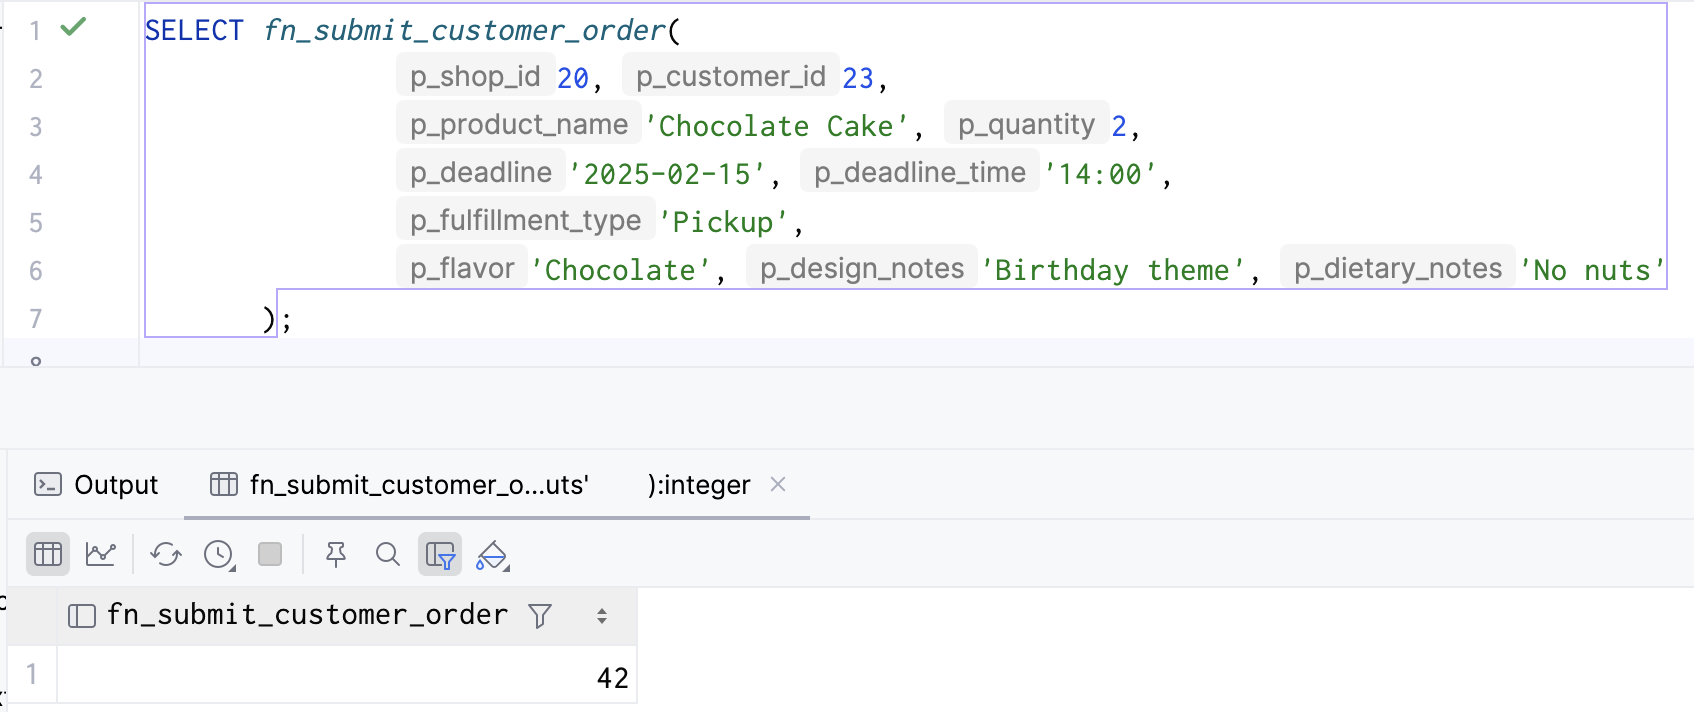 1 SELECT fn_submit_customer_order(
2 p_shop_id 20, p_customer_id 23,
3 p_product_name 'Chocolate Cake', p_quantity 2,
4 p_deadline '2025-02-15', p_deadline_time '14:00',
5 p_fulfillment_type 'Pickup',
6 p_flavor 'Chocolate', p_design_notes 'Birthday theme', p_dietary_notes 'No nuts'
7 );
8
Output fn_submit_customer_o...uts' ):integer
fn_submit_customer_order
1 42